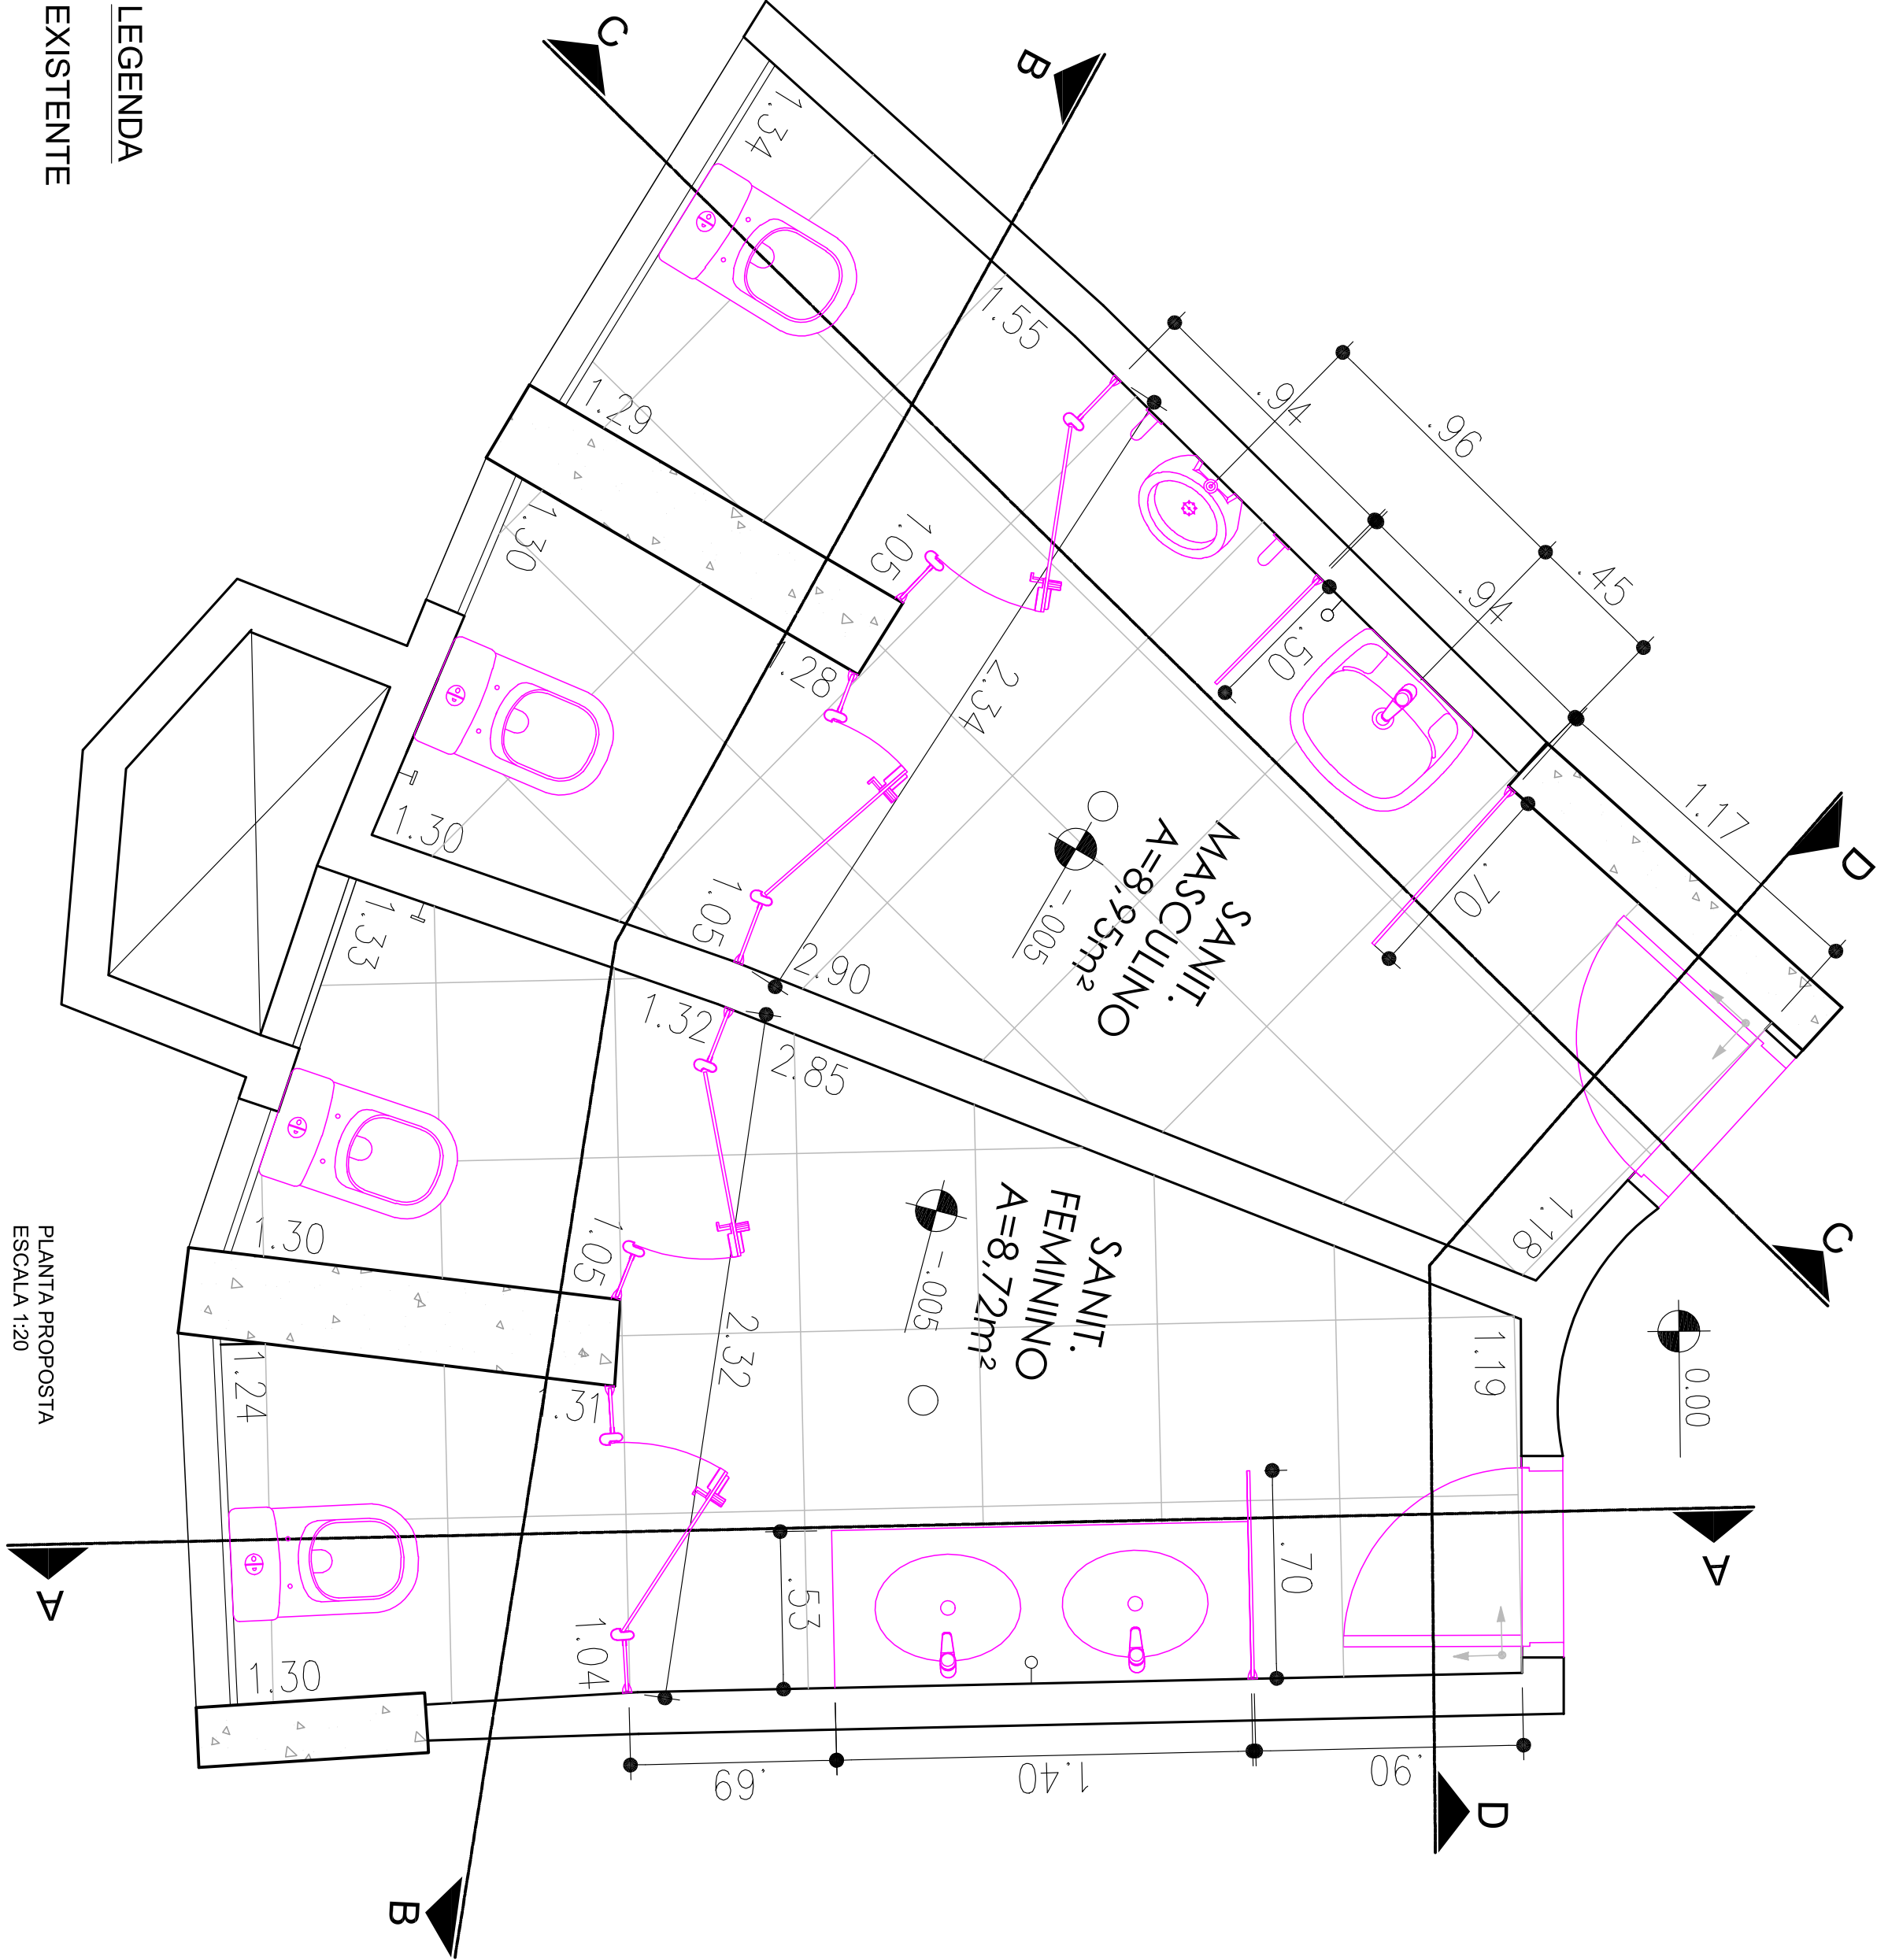 LEGENDA
EXISTENTE
PLANTA PROPOSTA
ESCALA 1:20
C
B
1.34
1.55
.94
.96
.45
.94
1.29
1.30
1.05
.50
1.28
2.34
1.17
D
.70
SANIT.
MASCULINO
A=8,95m²
-.005
1.30
1.05
2.90
1.33
1.32
2.85
1.18
C
SANIT.
FEMININO
A=8,72m²
-.005
1.30
1.05
2.32
1.19
0.00
1.24
1.31
.70
.53
A
A
1.30
1.04
.69
1.40
.90
D
B